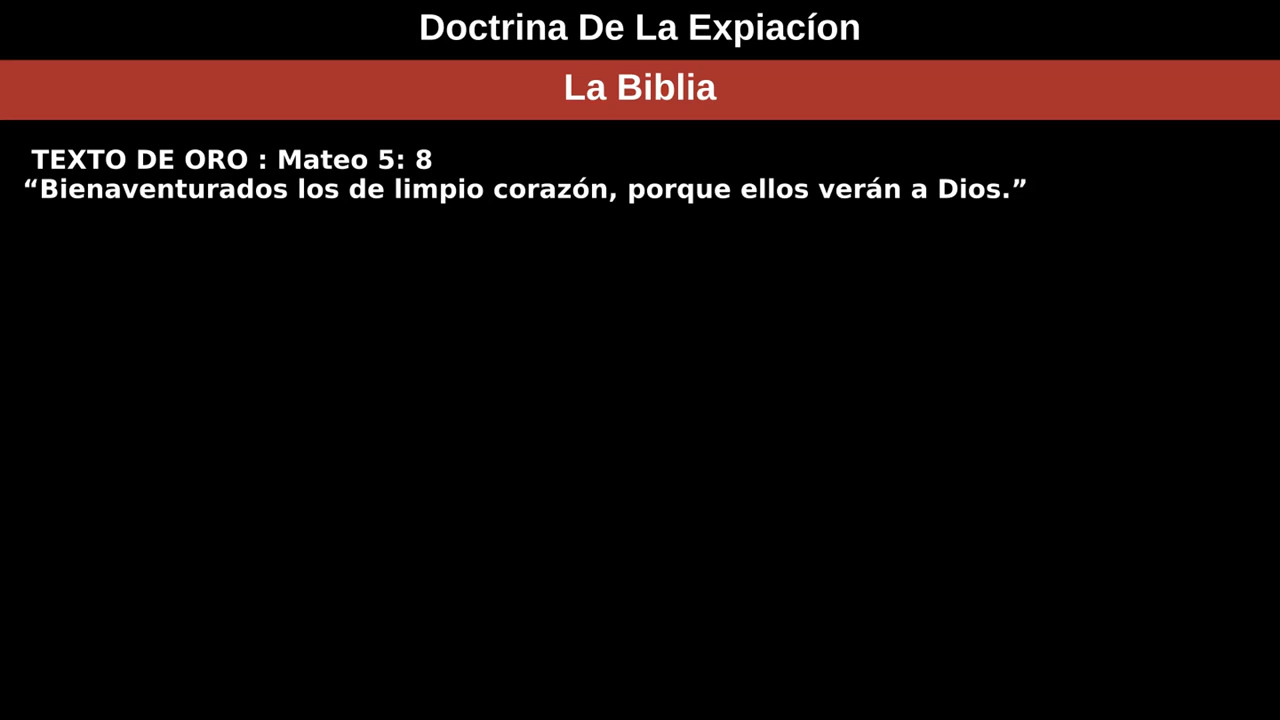 Doctrina De La Expiacíon
La Biblia
TEXTO DE ORO : Mateo 5: 8
“Bienaventurados los de limpio corazón, porque ellos verán a Dios.”